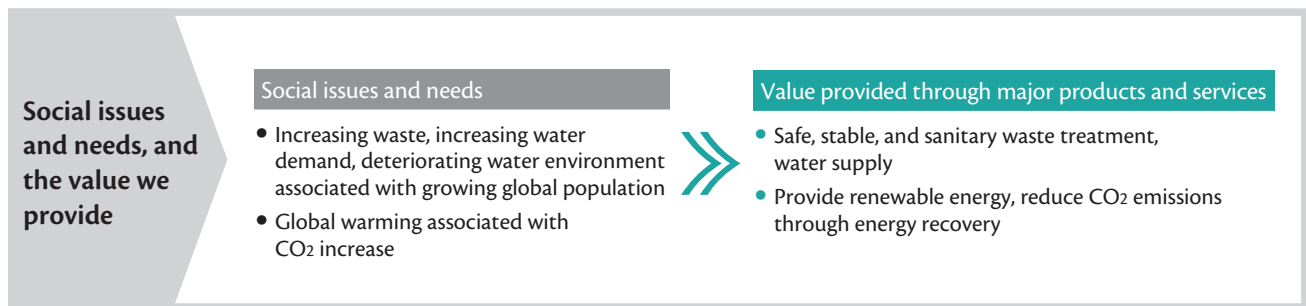 Social issues
and needs, and
the value we
provide
Social issues and needs
• Increasing waste, increasing water
demand, deteriorating water environment
associated with growing global population
• Global warming associated with
CO2 increase
Value provided through major products and services
• Safe, stable, and sanitary waste treatment,
water supply
• Provide renewable energy, reduce CO2 emissions
through energy recovery